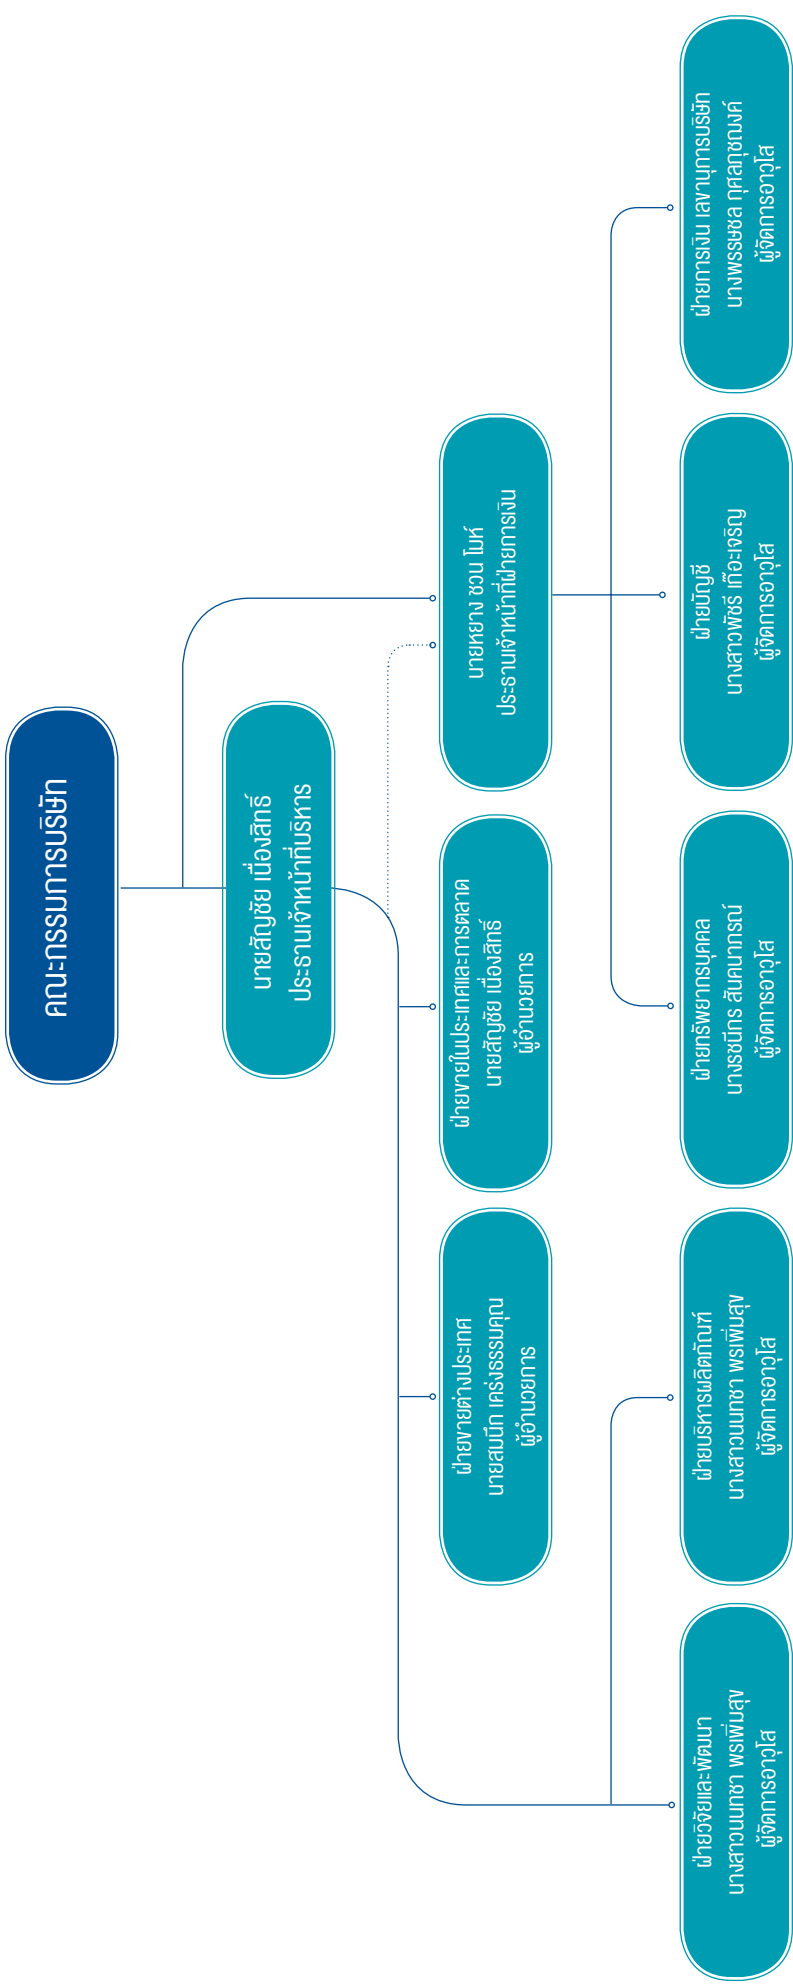 คณะกรรมการบริษัท
นายสัญชัย เนื่องสิทธิ์
ประธานเจ้าหน้าที่บริหาร
ฝ่ายขายต่างประเทศ
นายสมนึก เคร่งธรรมคุณ
ผู้อำนวยการ
ฝ่ายขายในประเทศและการตลาด
นายสัญชัย เนื่องสิทธิ์
ผู้อำนวยการ
นายหยาง ชวน โมห์
ประธานเจ้าหน้าที่ฝ่ายการเงิน
ฝ่ายวิจัยและพัฒนา
นางสาวนนทชา พรเพิ่มสุข
ผู้จัดการอาวุโส
ฝ่ายบริหารผลิตภัณฑ์
นางสาวนนทชา พรเพิ่มสุข
ผู้จัดการอาวุโส
ฝ่ายทรัพยากรบุคคล
นางรชนีกร สันคนาภรณ์
ผู้จัดการอาวุโส
ฝ่ายบัญชี
นางสาวพัชรี เก๊อะเจริญ
ผู้จัดการอาวุโส
ฝ่ายการเงิน เลขานุการบริษัท
นางพรรษชล กุศลภุชฌงค์
ผู้จัดการอาวุโส